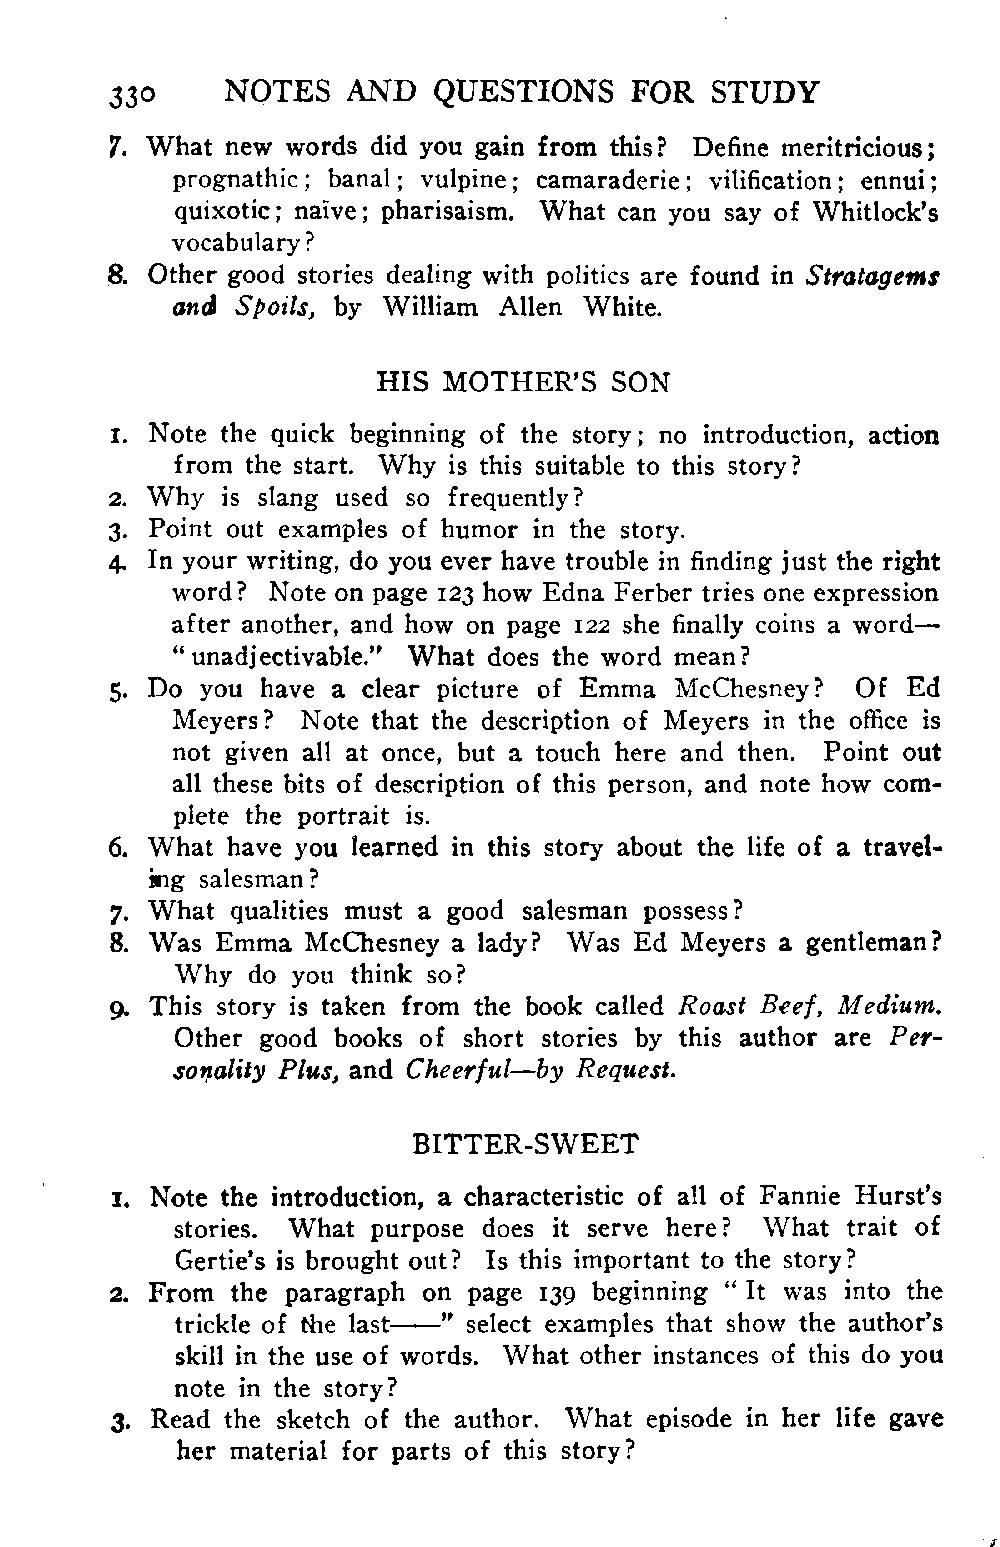 330 NOTES AND QUESTIONS FOR STUDY
7. What new words did you gain from this? Define meritricious;
prognathic; banal; vulpine; camaraderie; vilification; ennui;
quixotic; naïve; pharisaism. What can you say of Whitlock's
vocabulary?
8. Other good stories dealing with politics are found in Stratagems
and Spoils, by William Allen White.
HIS MOTHER'S SON
1. Note the quick beginning of the story; no introduction, action
from the start. Why is this suitable to this story?
2. Why is slang used so frequently?
3. Point out examples of humor in the story.
4. In your writing, do you ever have trouble in finding just the right
word? Note on page 123 how Edna Ferber tries one expression
after another, and how on page 122 she finally coins a word—
"unadjectivable." What does the word mean?
5. Do you have a clear picture of Emma McChesney? Of Ed
Meyers? Note that the description of Meyers in the office is
not given all at once, but a touch here and then. Point out
all these bits of description of this person, and note how com-
plete the portrait is.
6. What have you learned in this story about the life of a travel-
ing salesman?
7. What qualities must a good salesman possess?
8. Was Emma McChesney a lady? Was Ed Meyers a gentleman?
Why do you think so?
9. This story is taken from the book called Roast Beef, Medium.
Other good books of short stories by this author are Per-
sonality Plus, and Cheerful—by Request.
BITTER-SWEET
1. Note the introduction, a characteristic of all of Fannie Hurst's
stories. What purpose does it serve here? What trait of
Gertie's is brought out? Is this important to the story?
2. From the paragraph on page 139 beginning "It was into the
trickle of the last——" select examples that show the author's
skill in the use of words. What other instances of this do you
note in the story?
3. Read the sketch of the author. What episode in her life gave
her material for parts of this story?